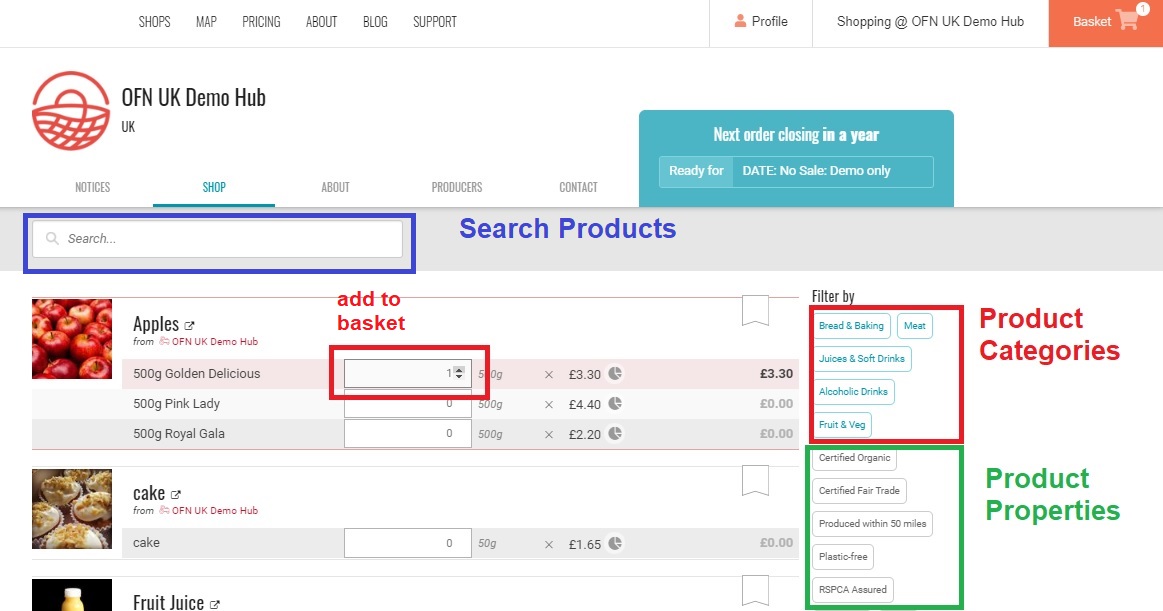 SHOPS MAP PRICING ABOUT BLOG SUPPORT
Profile
Shopping @ OFN UK Demo Hub
Basket 1
OFN UK Demo Hub
UK
Next order closing in a year
Ready for DATE: No Sale: Demo only
NOTICES SHOP ABOUT PRODUCERS CONTACT
Search...
Search Products
add to
basket
Apples
from OFN UK Demo Hub
500g Golden Delicious 1 500g × £3.30 £3.30
500g Pink Lady 0 500g × £4.40 £0.00
500g Royal Gala 0 500g × £2.20 £0.00
cake
from OFN UK Demo Hub
cake 0 50g × £1.65 £0.00
Fruit Juice
Filter by
Bread & Baking Meat
Juices & Soft Drinks
Alcoholic Drinks
Fruit & Veg
Product
Categories
Certified Organic
Certified Fair Trade
Produced within 50 miles
Plastic-free
RSPCA Assured
Product
Properties